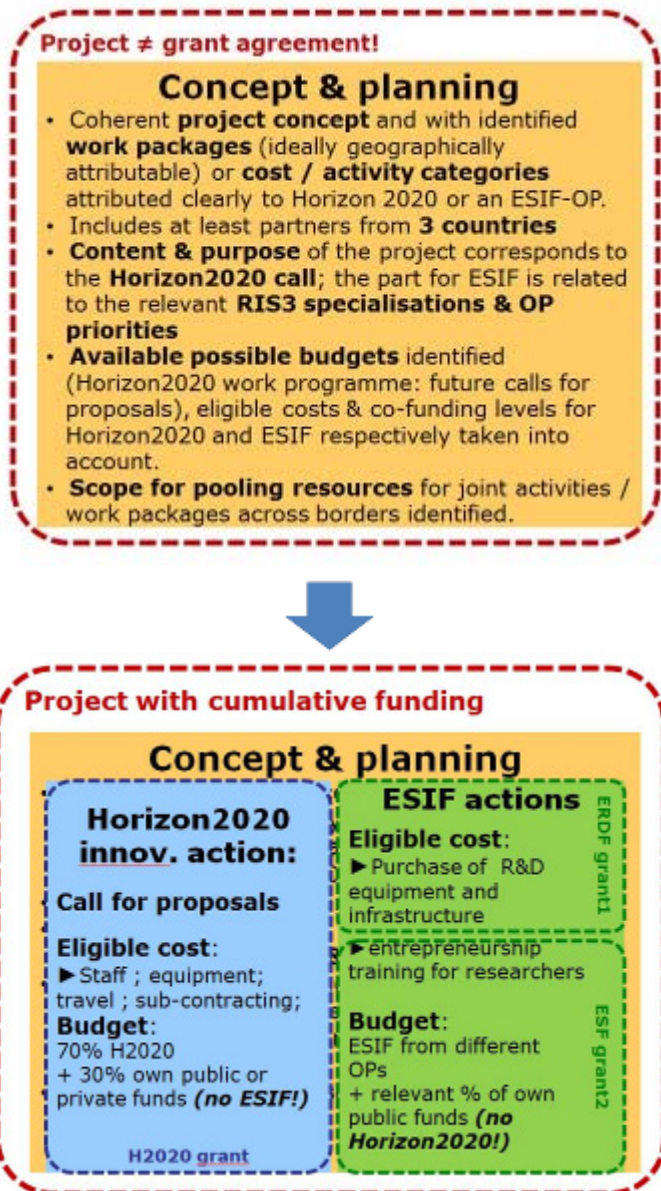 Project ≠ grant agreement!
Concept & planning
• Coherent project concept and with identified
work packages (ideally geographically
attributable) or cost / activity categories
attributed clearly to Horizon 2020 or an ESIF-OP.
• Includes at least partners from 3 countries
• Content & purpose of the project corresponds to
the Horizon2020 call; the part for ESIF is related
to the relevant RIS3 specialisations & OP
priorities
• Available possible budgets identified
(Horizon2020 work programme: future calls for
proposals), eligible costs & co-funding levels for
Horizon2020 and ESIF respectively taken into
account.
• Scope for pooling resources for joint activities /
work packages across borders identified.
Project with cumulative funding
Concept & planning
Horizon2020
innov. action:
Call for proposals
Eligible cost:
►Staff ; equipment;
travel ; sub-contracting;
Budget:
70% H2020
+ 30% own public or
private funds (no ESIF!)
H2020 grant
ESIF actions
Eligible cost:
►Purchase of R&D
equipment and
infrastructure
ERDF grant1
►entrepreneurship
training for researchers
Budget:
ESIF from different
OPs
+ relevant % of own
public funds (no
Horizon2020!)
ESF grant2